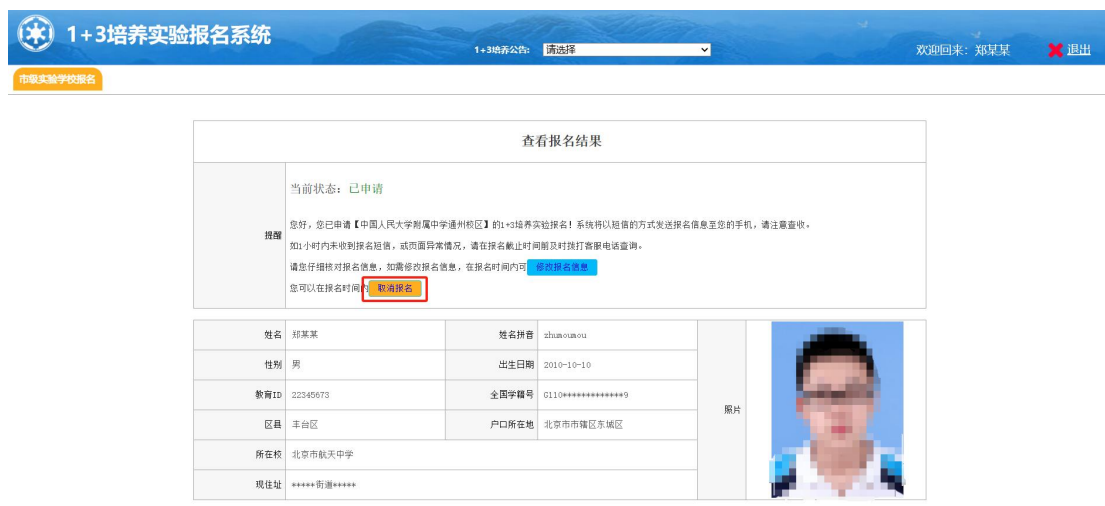 1+3培养实验报名系统
1+3培养公告: 请选择
欢迎回来: 郑某某 退出
市级实验学校报名
查看报名结果
提醒
当前状态: 已申请
您好，您已申请【中国人民大学附属中学通州校区】的1+3培养实验报名！系统将以短信的方式发送报名信息至您的手机，请注意查收。
如1小时内未收到报名短信，或页面异常情况，请在报名截止时间前及时拨打客服电话查询。
请您仔细核对报名信息，如需修改报名信息，在报名时间内可 修改报名信息
您可以在报名时间内 取消报名
姓名 郑某某 姓名拼音 zhumoumou
性别 男 出生日期 2010-10-10
教育ID 22345673 全国学籍号 G110*************9
照片
区县 丰台区 户口所在地 北京市市辖区东城区
所在校 北京市航天中学
现住址 *****街道*****